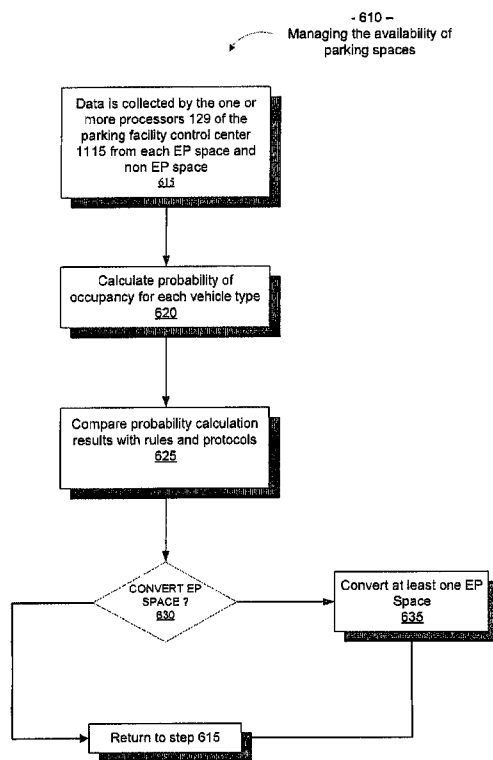 - 610 –
Managing the availability of
parking spaces
Data is collected by the one or
more processors 129 of the
parking facility control center
1115 from each EP space and
non EP space
615
Calculate probability of
occupancy for each vehicle type
620
Compare probability calculation
results with rules and protocols
625
CONVERT EP
SPACE ?
630
Convert at least one EP
Space
635
Return to step 615